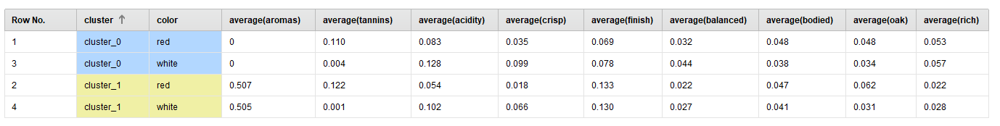 Row No. cluster ↑ color average(aromas) average(tannins) average(acidity) average(crisp) average(finish) average(balanced) average(bodied) average(oak) average(rich)
1 cluster_0 red 0 0.110 0.083 0.035 0.069 0.032 0.048 0.048 0.053
3 cluster_0 white 0 0.004 0.128 0.099 0.078 0.044 0.038 0.034 0.057
2 cluster_1 red 0.507 0.122 0.054 0.018 0.133 0.022 0.047 0.062 0.022
4 cluster_1 white 0.505 0.001 0.102 0.066 0.130 0.027 0.041 0.031 0.028